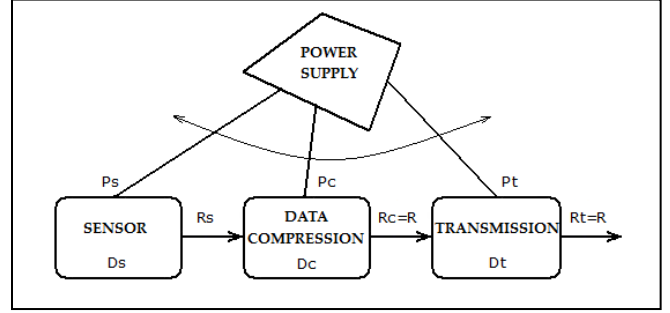 POWER
SUPPLY
Ps
Pc
Pt
SENSOR
Ds
Rs
DATA
COMPRESSION
Dc
Rc=R
TRANSMISSION
Dt
Rt=R